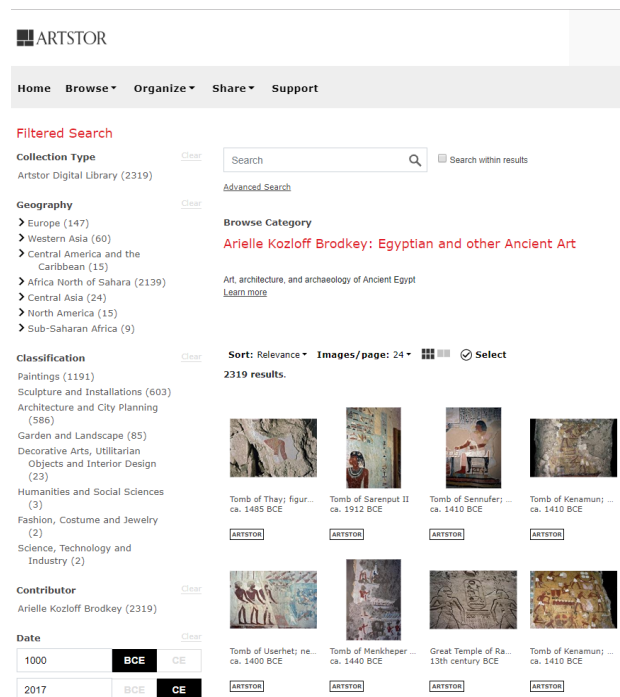 ARTSTOR
Home Browse Organize Share Support
Filtered Search
Collection Type Clear
Artstor Digital Library (2319)
Geography Clear
Europe (147)
Western Asia (60)
Central America and the
Caribbean (15)
Africa North of Sahara (2139)
Central Asia (24)
North America (15)
Sub-Saharan Africa (9)
Classification Clear
Paintings (1191)
Sculpture and Installations (603)
Architecture and City Planning
(586)
Garden and Landscape (85)
Decorative Arts, Utilitarian
Objects and Interior Design
(23)
Humanities and Social Sciences
(3)
Fashion, Costume and Jewelry
(2)
Science, Technology and
Industry (2)
Contributor Clear
Arielle Kozloff Brodkey (2319)
Date Clear
1000 BCE CE
2017 BCE CE
Search Search within results
Advanced Search
Browse Category
Arielle Kozloff Brodkey: Egyptian and other Ancient Art
Art, architecture, and archaeology of Ancient Egypt
Learn more
Sort: Relevance Images/page: 24 Select
2319 results.
Tomb of Thay; figur... Tomb of Sarenput II Tomb of Sennufer; ... Tomb of Kenamun; ...
ca. 1485 BCE ca. 1912 BCE ca. 1410 BCE ca. 1410 BCE
ARTSTOR ARTSTOR ARTSTOR ARTSTOR
Tomb of Userhet; ne... Tomb of Menkheper ... Great Temple of Ra... Tomb of Kenamun; ...
ca. 1400 BCE ca. 1440 BCE 13th century BCE ca. 1410 BCE
ARTSTOR ARTSTOR ARTSTOR ARTSTOR